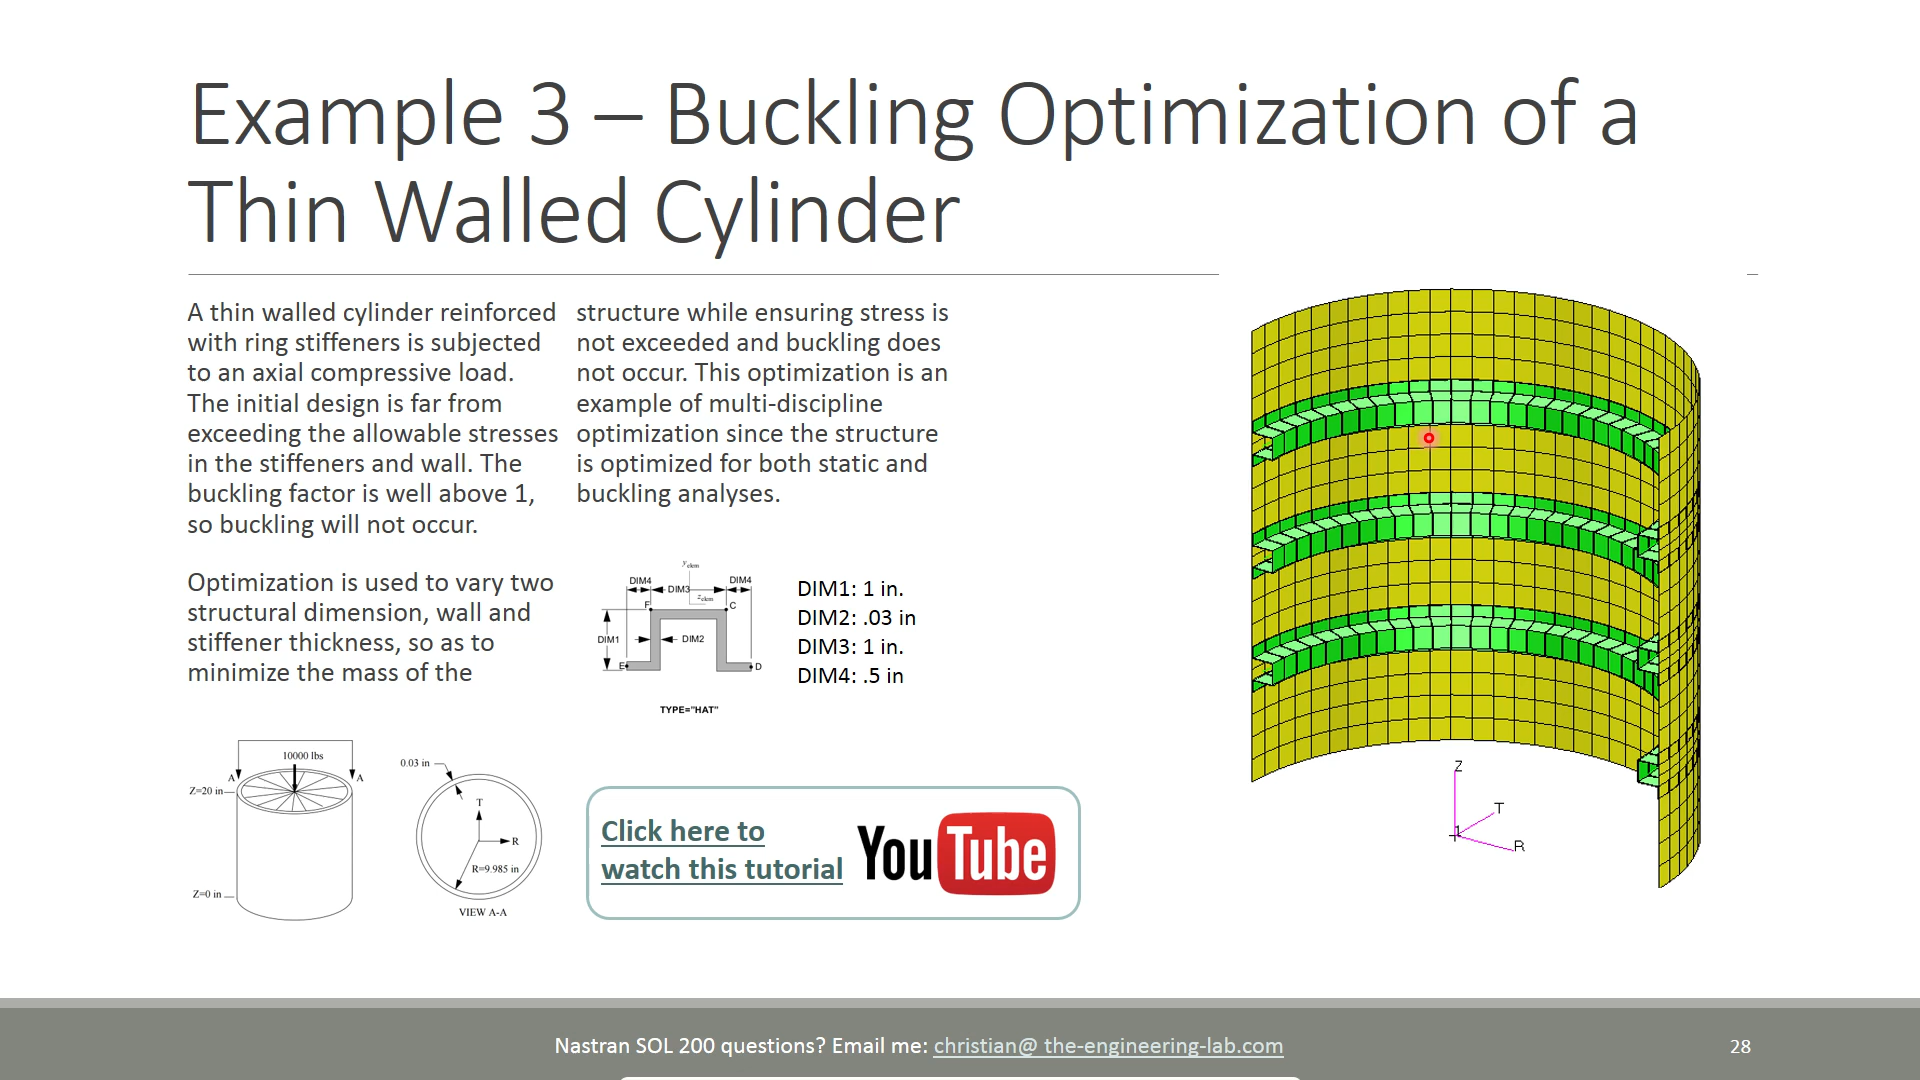 Example 3 – Buckling Optimization of a
Thin Walled Cylinder
A thin walled cylinder reinforced
with ring stiffeners is subjected
to an axial compressive load.
The initial design is far from
exceeding the allowable stresses
in the stiffeners and wall. The
buckling factor is well above 1,
so buckling will not occur.
Optimization is used to vary two
structural dimension, wall and
stiffener thickness, so as to
minimize the mass of the
structure while ensuring stress is
not exceeded and buckling does
not occur. This optimization is an
example of multi-discipline
optimization since the structure
is optimized for both static and
buckling analyses.
y elem
DIM4
DIM3
DIM4
z elem
F
C
DIM1
DIM2
E
D
TYPE="HAT"
DIM1: 1 in.
DIM2: .03 in
DIM3: 1 in.
DIM4: .5 in
10000 lbs
A
A
Z=20 in
Z=0 in
0.03 in
T
R
R=9.985 in
VIEW A-A
Click here to
watch this tutorial
YouTube
Z
T
1
R
Nastran SOL 200 questions? Email me: christian@ the-engineering-lab.com
28